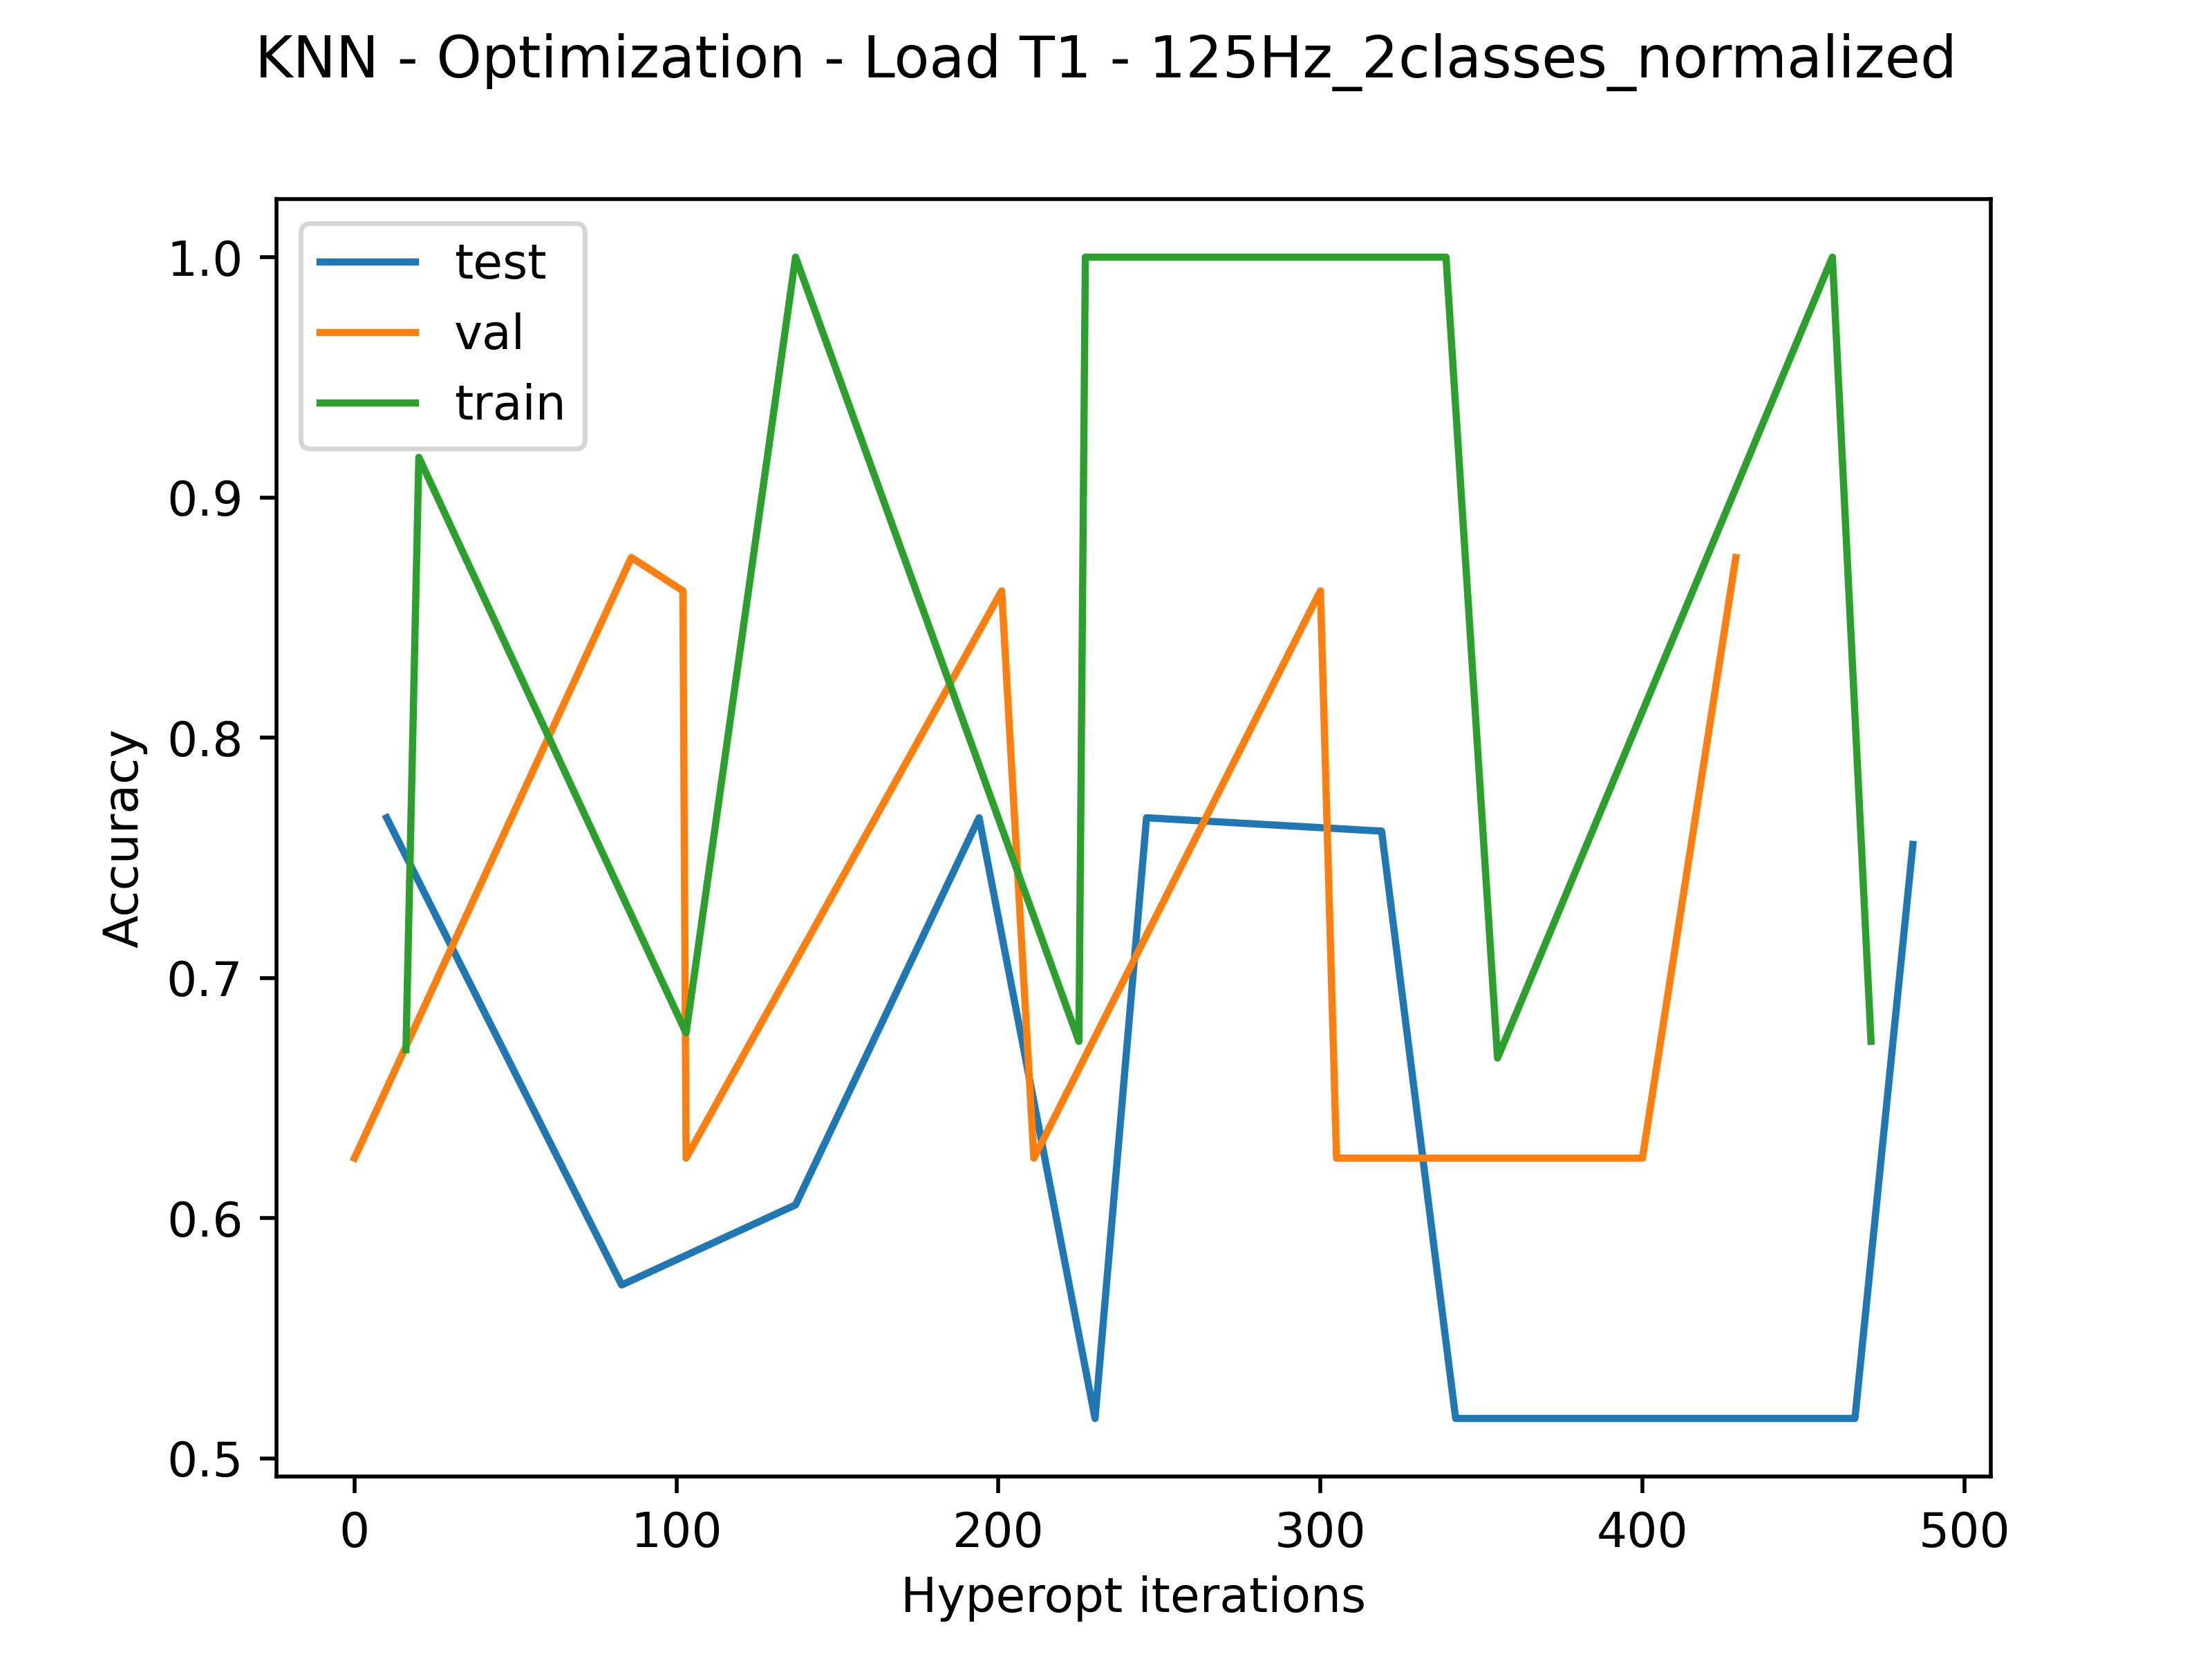 KNN - Optimization - Load T1 - 125Hz_2classes_normalized
test
val
train
1.0
0.9
0.8
0.7
0.6
0.5
Accuracy
0 100 200 300 400 500
Hyperopt iterations